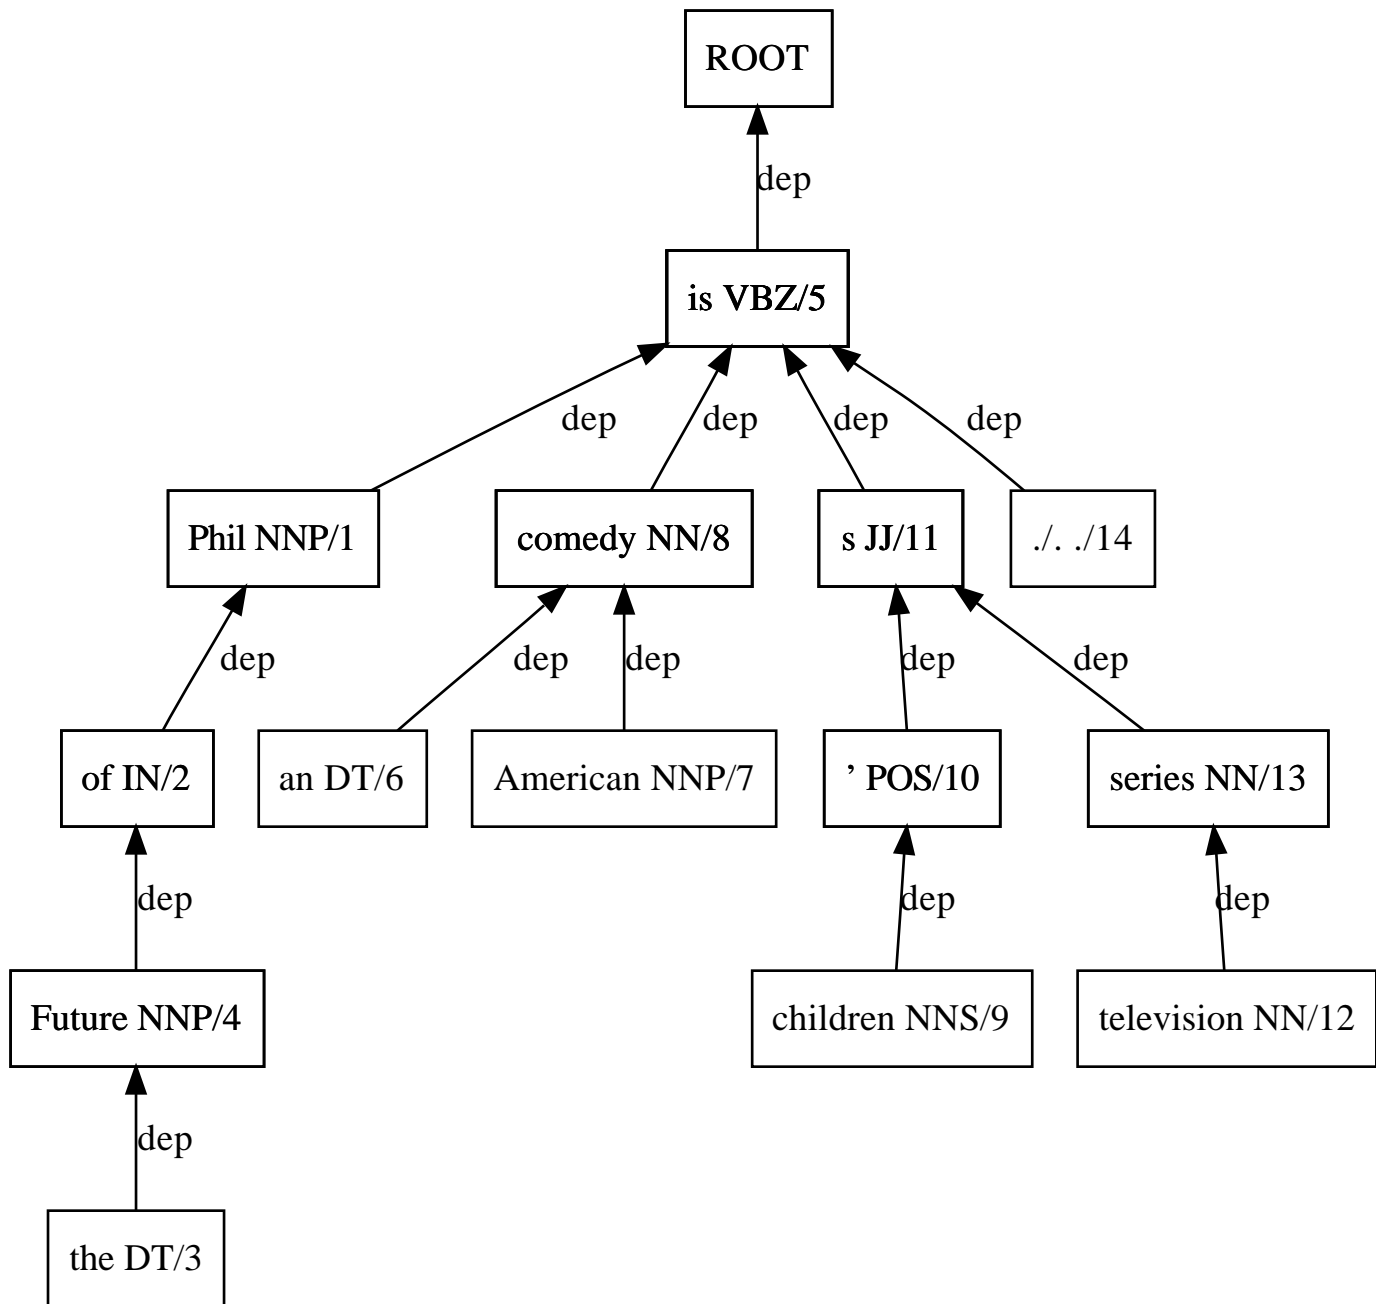 ROOT
dep
is VBZ/5
dep dep dep dep
Phil NNP/1 comedy NN/8 s JJ/11 ./. ./14
dep dep dep dep dep
of IN/2 an DT/6 American NNP/7 ’ POS/10 series NN/13
dep dep dep
Future NNP/4 children NNS/9 television NN/12
dep
the DT/3